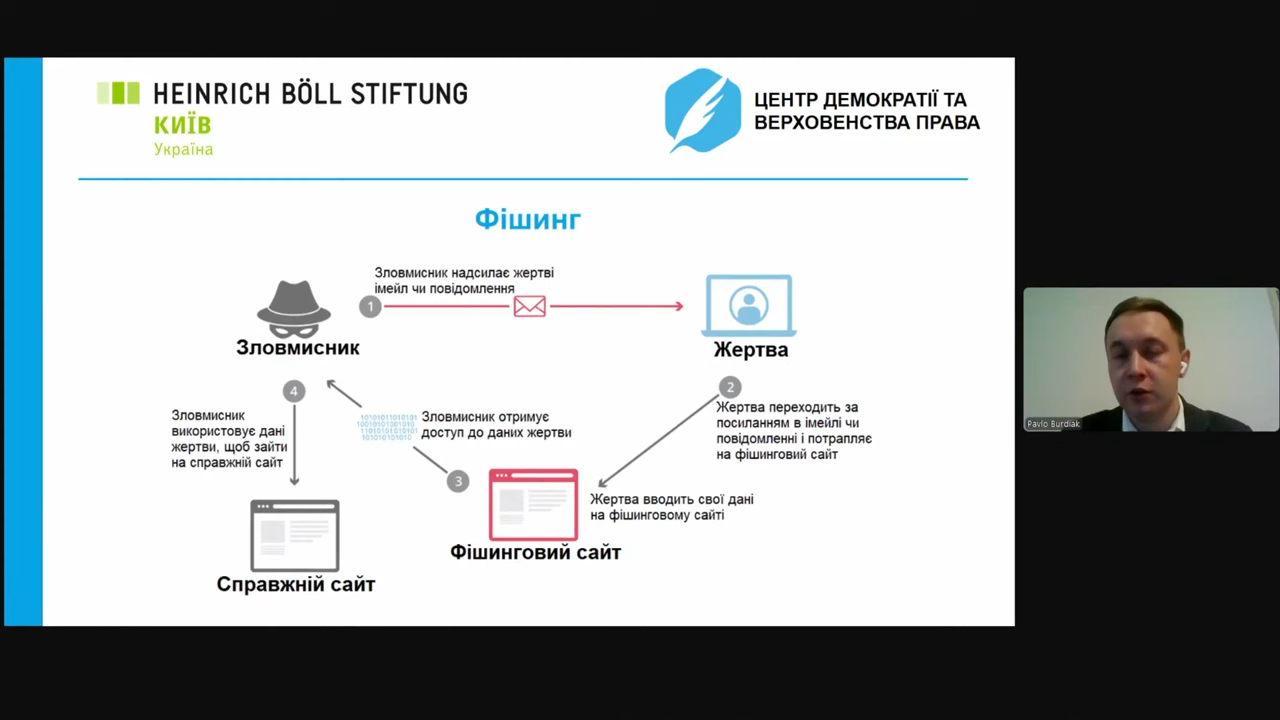 HEINRICH BÖLL STIFTUNG
КИЇВ
Україна
ЦЕНТР ДЕМОКРАТІЇ ТА
ВЕРХОВЕНСТВА ПРАВА
Фішинг
Зловмисник надсилає жертві
імейл чи повідомлення
1
Зловмисник
Жертва
2
Жертва переходить за
посиланням в імейлі чи
повідомленні і потрапляє
на фішинговий сайт
4
Зловмисник
використовує дані
жертви, щоб зайти
на справжній сайт
Зловмисник отримує
доступ до даних жертви
3
Жертва вводить свої дані
на фішинговому сайті
Фішинговий сайт
Справжній сайт
Pavlo Burdiak